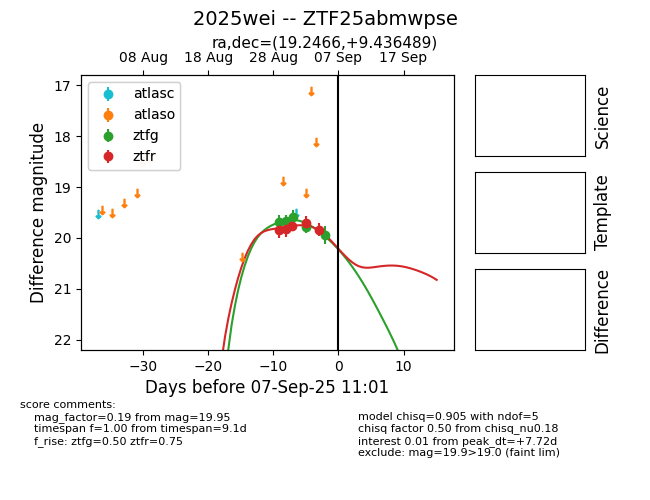 2025wei -- ZTF25abmwpse
ra,dec=(19.2466,+9.436489)
08 Aug 18 Aug 28 Aug 07 Sep 17 Sep
17
18
19
20
21
22
Difference magnitude
atlasc
atlaso
ztfg
ztfr
−30 −20 −10 0 10
Days before 07-Sep-25 11:01
Science
Template
Difference
score comments:
mag_factor=0.19 from mag=19.95
timespan f=1.00 from timespan=9.1d
f_rise: ztfg=0.50 ztfr=0.75
model chisq=0.905 with ndof=5
chisq factor 0.50 from chisq_nu0.18
interest 0.01 from peak_dt=+7.72d
exclude: mag=19.9>19.0 (faint lim)